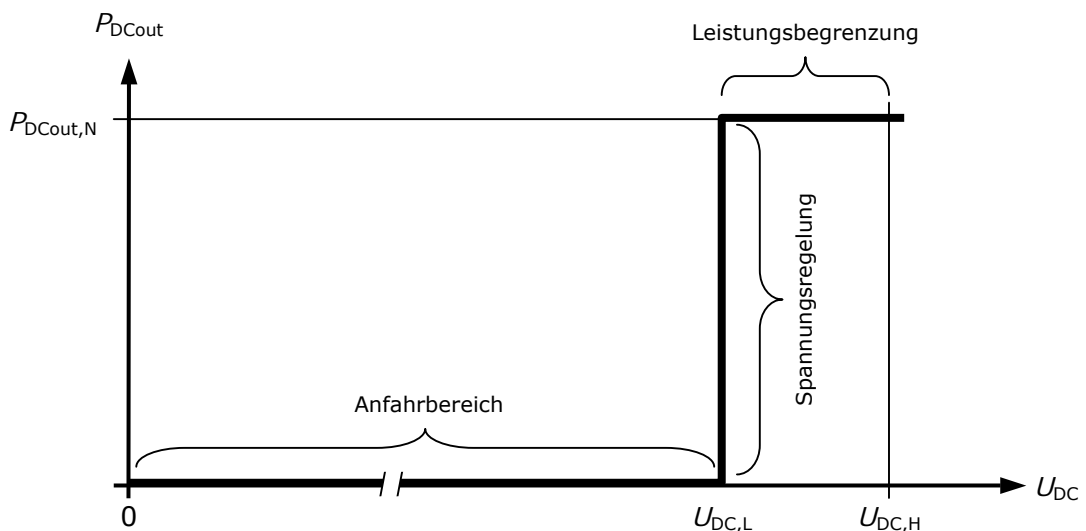 Leistungsbegrenzung
P_DCout
P_DCout,N
Spannungsregelung
Anfahrbereich
U_DC
0
U_DC,L
U_DC,H